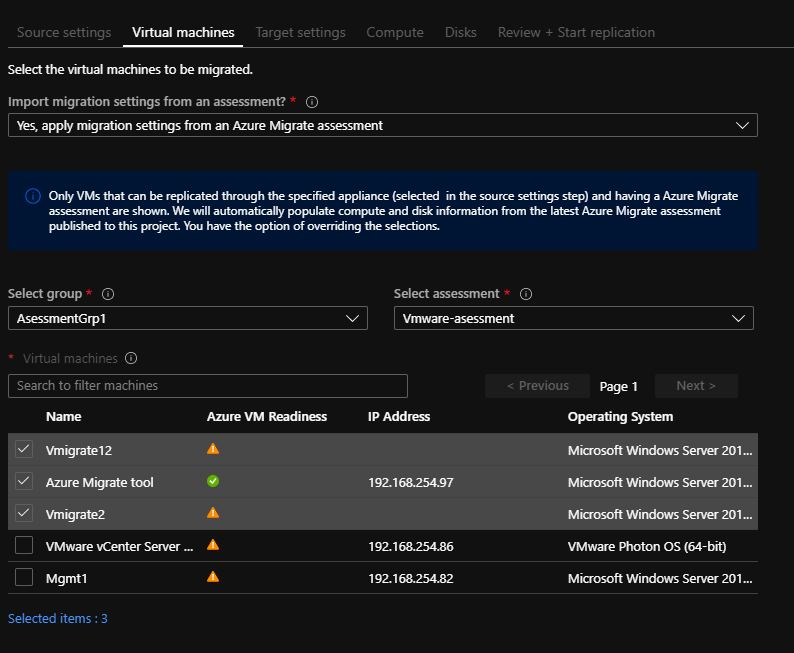 Source settings Virtual machines Target settings Compute Disks Review + Start replication
Select the virtual machines to be migrated.
Import migration settings from an assessment? *
Yes, apply migration settings from an Azure Migrate assessment
Only VMs that can be replicated through the specified appliance (selected in the source settings step) and having a Azure Migrate
assessment are shown. We will automatically populate compute and disk information from the latest Azure Migrate assessment
published to this project. You have the option of overriding the selections.
Select group * Select assessment *
AsessmentGrp1 Vmware-asessment
* Virtual machines
Search to filter machines < Previous Page 1 Next >
Name Azure VM Readiness IP Address Operating System
Vmigrate12 Microsoft Windows Server 201...
Azure Migrate tool 192.168.254.97 Microsoft Windows Server 201...
Vmigrate2 Microsoft Windows Server 201...
VMware vCenter Server ... 192.168.254.86 VMware Photon OS (64-bit)
Mgmt1 192.168.254.82 Microsoft Windows Server 201...
Selected items : 3